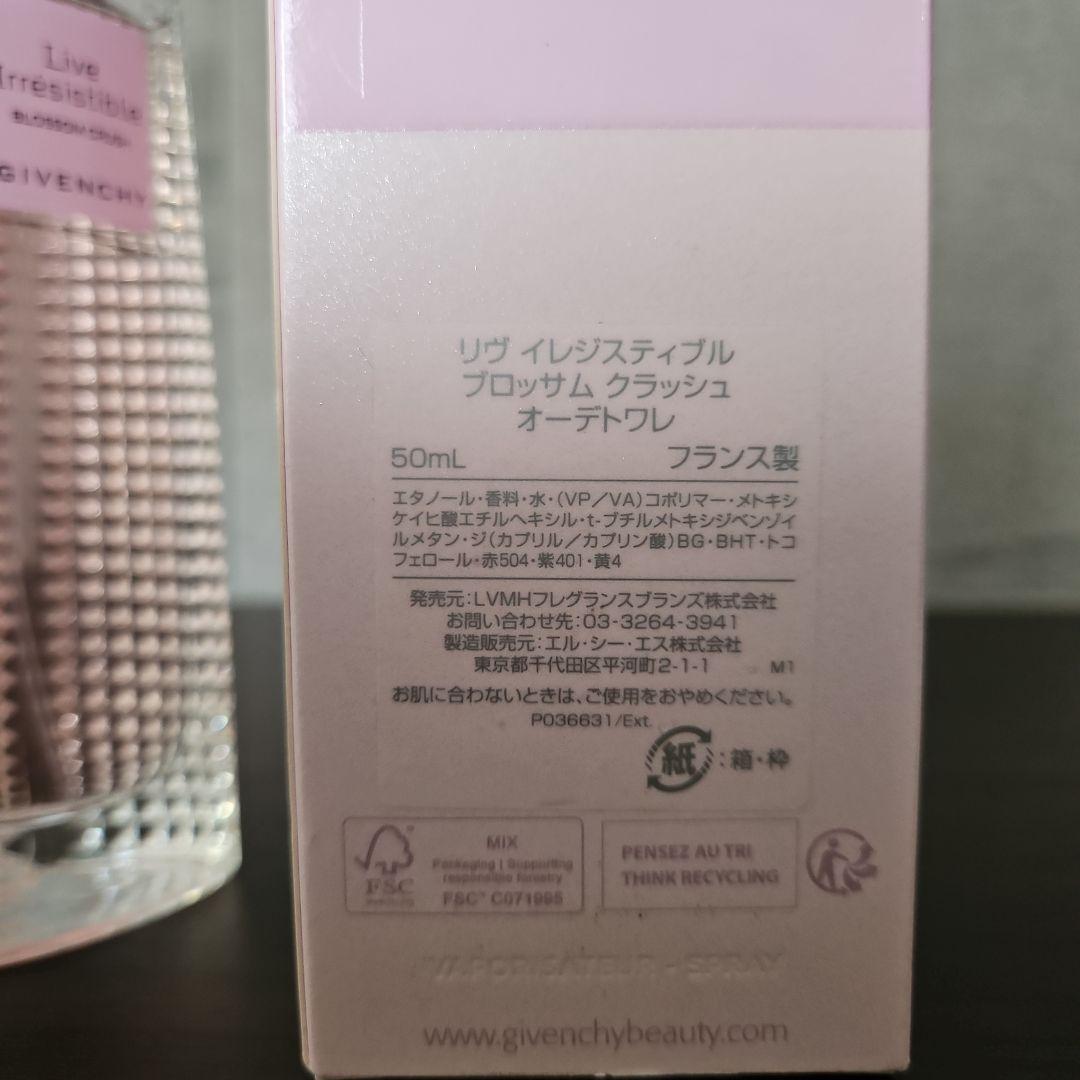 Live
Irrésistible
BLOSSOM CRUSH
GIVENCHY
リヴ イレジスティブル
ブロッサム クラッシュ
オーデトワレ
50mL フランス製
エタノール・香料・水・(VP/VA)コポリマー・メトキシ
ケイヒ酸エチルヘキシル・t-ブチルメトキシジベンゾイ
ルメタン・ジ(カプリル/カプリン酸)BG・BHT・トコ
フェロール・赤504・紫401・黄4
発売元:LVMHフレグランスブランズ株式会社
お問い合わせ先:03-3264-3941
製造販売元:エル・シー・エス株式会社
東京都千代田区平河町2-1-1 M1
お肌に合わないときは、ご使用をおやめください。
P036631/Ext.
紙:箱・枠
FSC
MIX
Packaging | Supporting
responsible forestry
FSC™ C071985
PENSEZ AU TRI
THINK RECYCLING
VAPORISATEUR - SPRAY
www.givenchybeauty.com